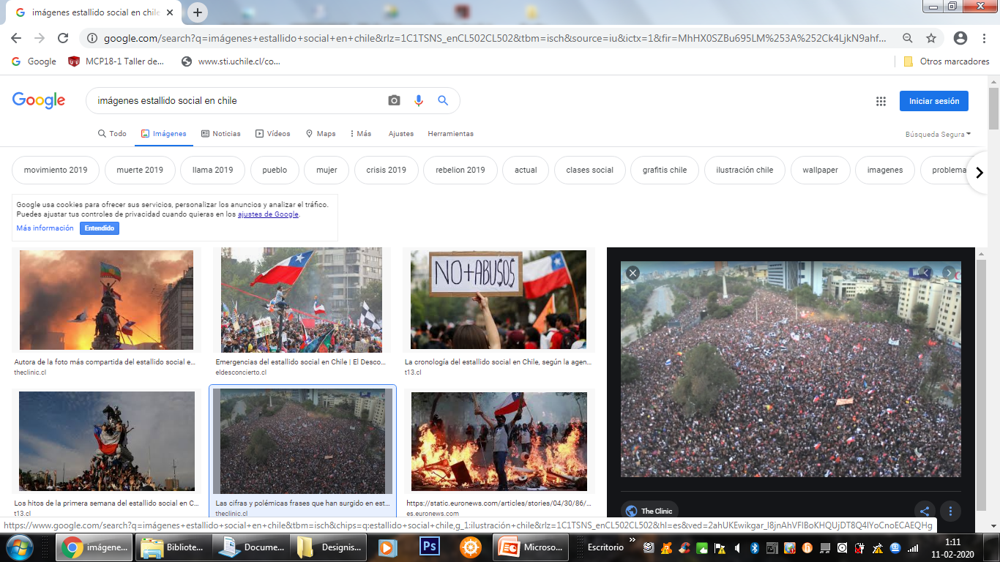 imágenes estallido social en chile
google.com/search?q=imágenes+estallido+social+en+chile&rlz=1C1TSNS_enCL502CL502&tbm=isch&source=iu&ictx=1&fir=MhHX0SZBu695LM%253A%252Ck4LjkN9ahf...
Google
MCP18-1 Taller de...
www.sti.uchile.cl/co...
Otros marcadores
Google
imágenes estallido social en chile
Iniciar sesión
Todo
Imágenes
Noticias
Vídeos
Maps
Más
Ajustes
Herramientas
Búsqueda Segura
movimiento 2019
muerte 2019
llama 2019
pueblo
mujer
crisis 2019
rebelion 2019
actual
clases social
grafitis chile
ilustración chile
wallpaper
imagenes
problema
Google usa cookies para ofrecer sus servicios, personalizar los anuncios y analizar el tráfico.
Puedes ajustar tus controles de privacidad cuando quieras en los ajustes de Google.
Más información Entendido
NO+ABU$O$
Autora de la foto más compartida del estallido social e...
theclinic.cl
Emergencias del estallido social en Chile | El Desco...
eldesconcierto.cl
La cronología del estallido social en Chile, según la agen...
t13.cl
Los hitos de la primera semana del estallido social en C...
t13.cl
Las cifras y polémicas frases que han surgido en est...
theclinic.cl
https://static.euronews.com/articles/stories/04/30/86/...
es.euronews.com
The Clinic
https://www.google.com/search?q=imágenes+estallido+social+en+chile&tbm=isch&chips=q:estallido+social+chile,g_1:ilustración+chile&rlz=1C1TSNS_enCL502CL502&hl=es&ved=2ahUKEwikgar_l8jnAhVFIBoKHQUjDT8Q4lYoCnoECAEQHg
imágene...
Bibliote...
Docume...
Designis...
Ps
Microso...
Escritorio
1:11
11-02-2020